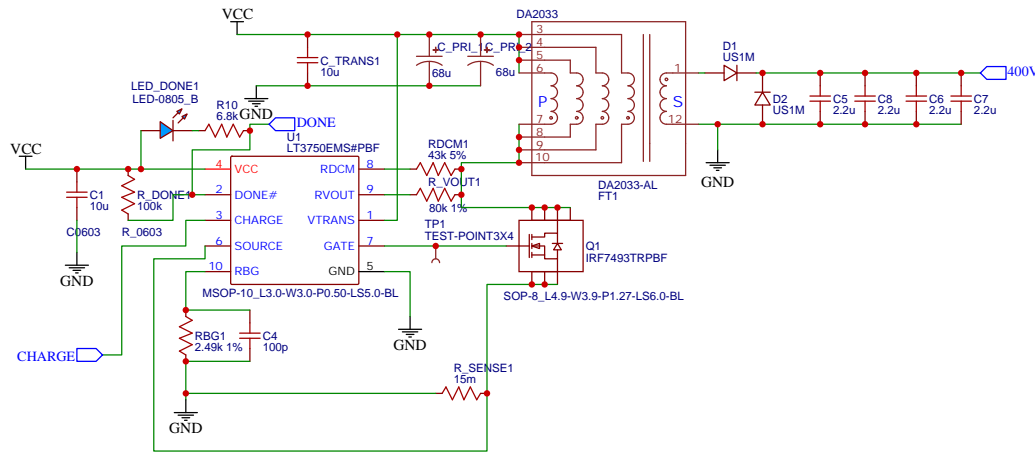 DA2033
VCC
C_TRANS1
10u
GND
C_PRI_1
68u
C_PRI_2
68u
3
4
5
6
7
8
9
10
P
S
1
12
DA2033-AL
FT1
D1
US1M
D2
US1M
C5
2.2u
C8
2.2u
C6
2.2u
C7
2.2u
400V
GND
LED_DONE1
LED-0805_B
R10
6.8k
DONE
VCC
C1
10u
C0603
GND
R_DONE1
100k
R_0603
U1
LT3750EMS#PBF
4 VCC
2 DONE#
3 CHARGE
6 SOURCE
10 RBG
RDCM 8
RVOUT 9
VTRANS 1
GATE 7
GND 5
MSOP-10_L3.0-W3.0-P0.50-LS5.0-BL
RDCM1
43k 5%
R_VOUT1
80k 1%
TP1
TEST-POINT3X4
Q1
IRF7493TRPBF
SOP-8_L4.9-W3.9-P1.27-LS6.0-BL
GND
RBG1
2.49k 1%
C4
100p
CHARGE
R_SENSE1
15m
GND